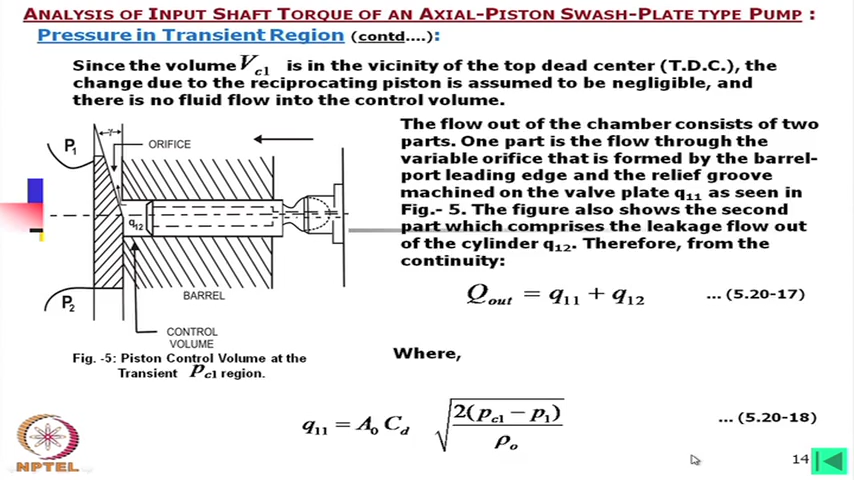 ANALYSIS OF INPUT SHAFT TORQUE OF AN AXIAL-PISTON SWASH-PLATE TYPE PUMP :
Pressure in Transient Region (contd....):
Since the volume V_c1 is in the vicinity of the top dead center (T.D.C.), the
change due to the reciprocating piston is assumed to be negligible, and
there is no fluid flow into the control volume.
P₁
γ
ORIFICE
q₁₂
P₂
BARREL
CONTROL
VOLUME
Fig. -5: Piston Control Volume at the
Transient p_c1 region.
The flow out of the chamber consists of two
parts. One part is the flow through the
variable orifice that is formed by the barrel-
port leading edge and the relief groove
machined on the valve plate q₁₁ as seen in
Fig.- 5. The figure also shows the second
part which comprises the leakage flow out
of the cylinder q₁₂. Therefore, from the
continuity:
Q_out = q₁₁ + q₁₂ ... (5.20-17)
Where,
q₁₁ = A₀ C_d √(2(p_c1 − p₁)/ρ_o) ... (5.20-18)
NPTEL
14